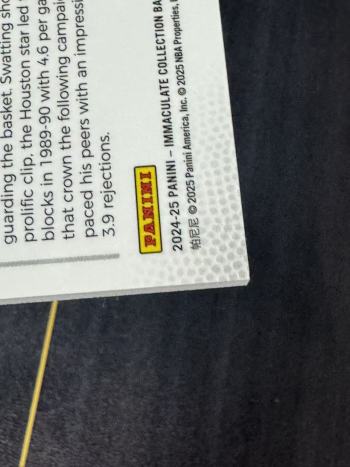 guarding the basket. Swatting sho
prolific clip, the Houston star led
blocks in 1989-90 with 4.6 per ga
that crown the following campai
paced his peers with an impressi
3.9 rejections.
PANINI
2024-25 PANINI – IMMACULATE COLLECTION BA
帕尼尼 © 2025 Panini America, Inc. © 2025 NBA Properties,